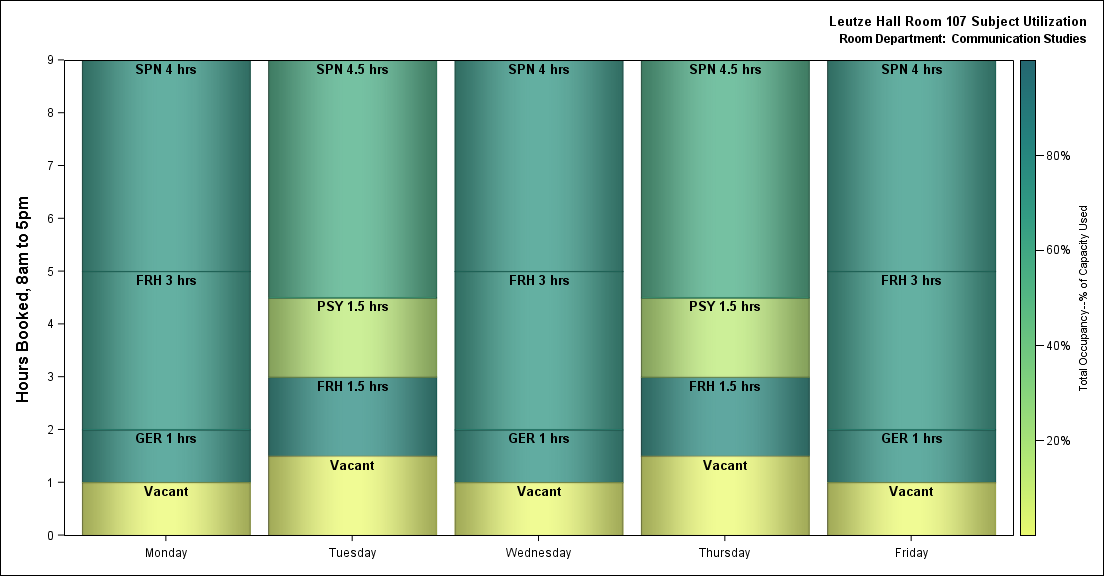 Leutze Hall Room 107 Subject Utilization
Room Department: Communication Studies
Hours Booked, 8am to 5pm
9
8
7
6
5
4
3
2
1
0
SPN 4 hrs
FRH 3 hrs
GER 1 hrs
Vacant
SPN 4.5 hrs
PSY 1.5 hrs
FRH 1.5 hrs
Vacant
SPN 4 hrs
FRH 3 hrs
GER 1 hrs
Vacant
SPN 4.5 hrs
PSY 1.5 hrs
FRH 1.5 hrs
Vacant
SPN 4 hrs
FRH 3 hrs
GER 1 hrs
Vacant
Monday
Tuesday
Wednesday
Thursday
Friday
80%
60%
40%
20%
Total Occupancy--% of Capacity Used